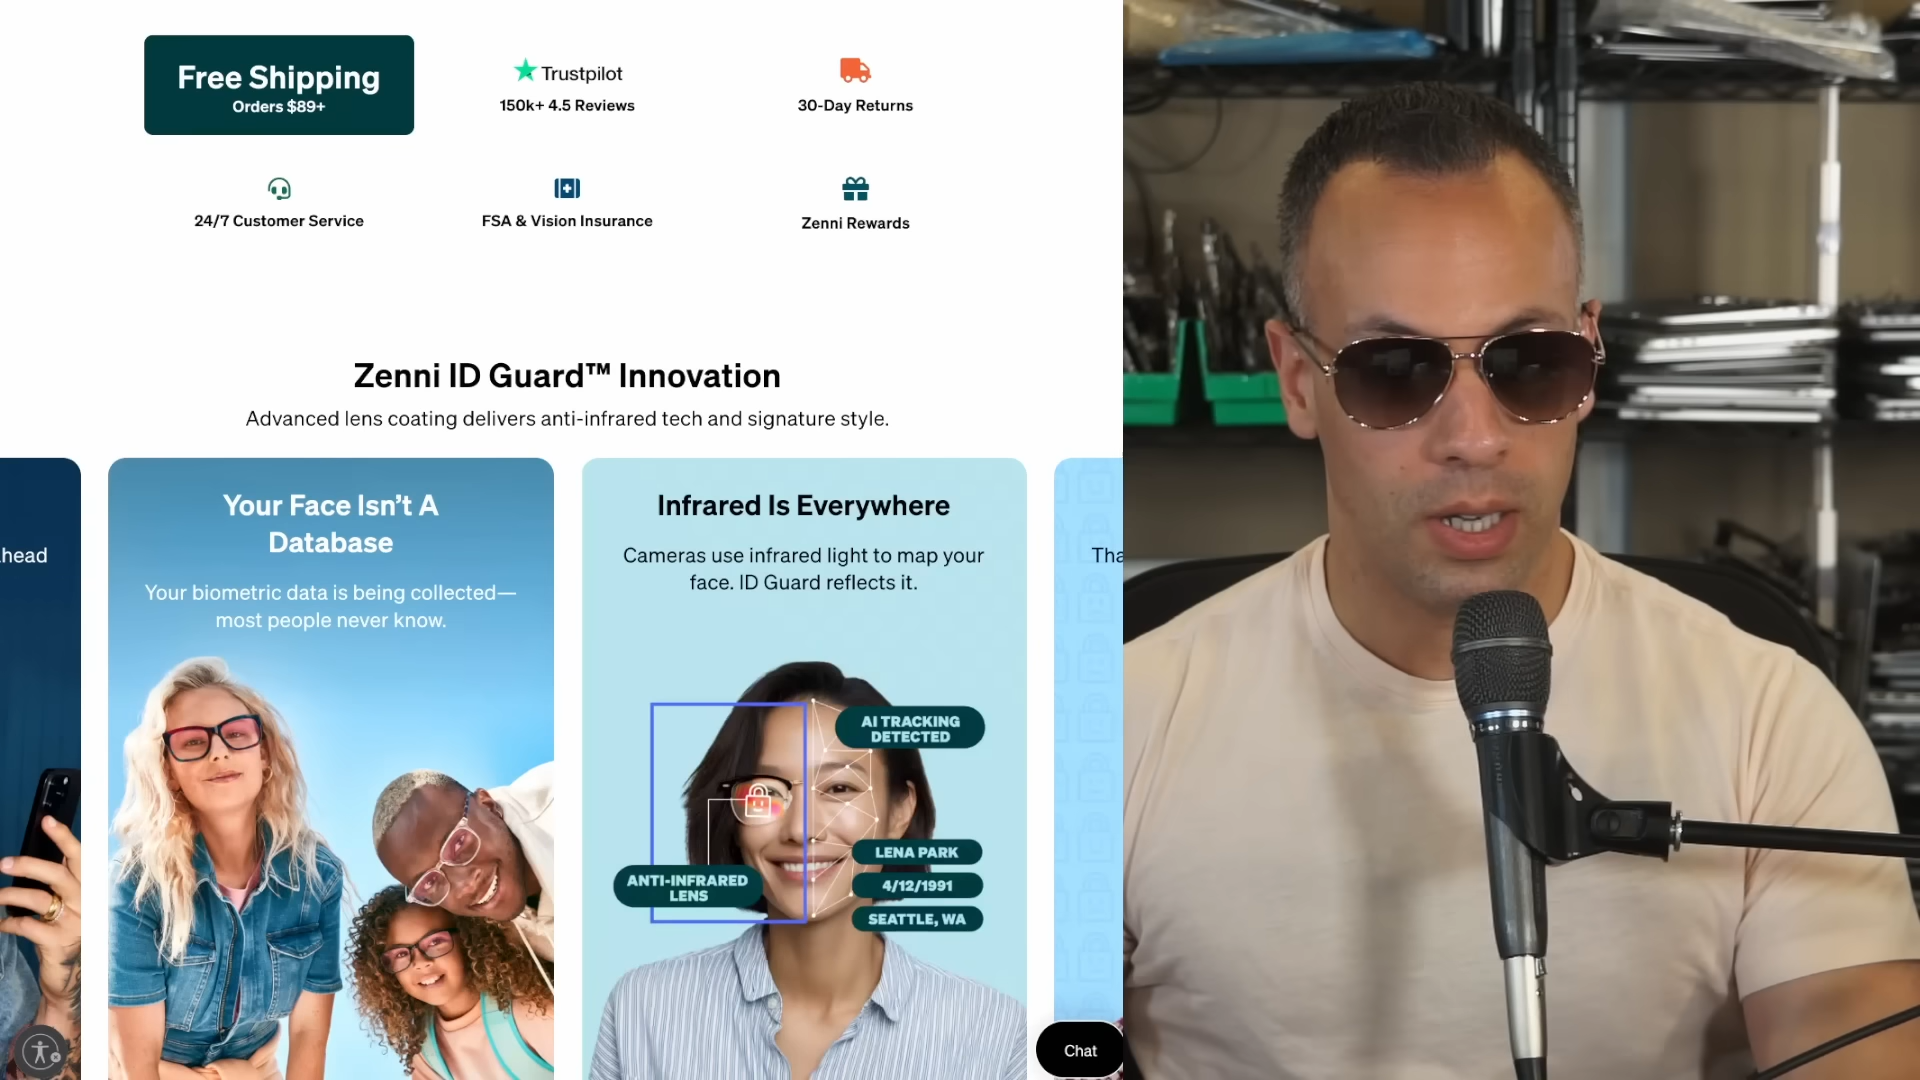 Free Shipping
Orders $89+
Trustpilot
150k+ 4.5 Reviews
30-Day Returns
24/7 Customer Service
FSA & Vision Insurance
Zenni Rewards
Zenni ID Guard™ Innovation
Advanced lens coating delivers anti-infrared tech and signature style.
head
Your Face Isn’t A
Database
Your biometric data is being collected—
most people never know.
Infrared Is Everywhere
Cameras use infrared light to map your
face. ID Guard reflects it.
AI TRACKING
DETECTED
LENA PARK
4/12/1991
SEATTLE, WA
ANTI-INFRARED
LENS
Tha
Chat